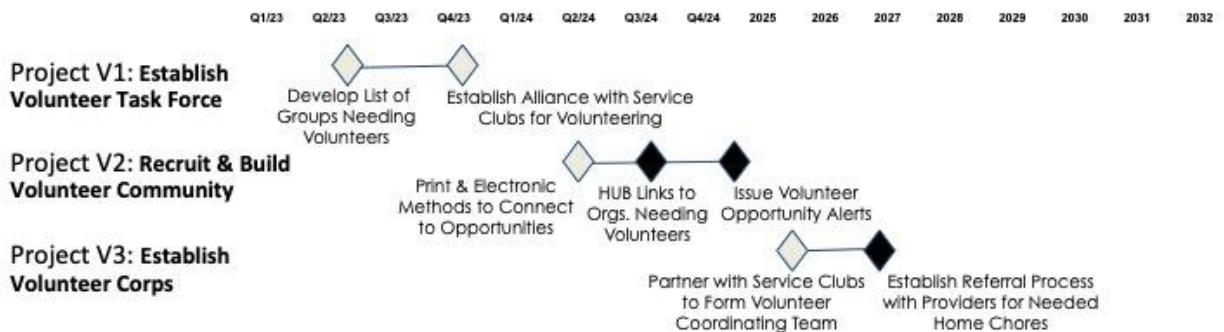 Q1/23 Q2/23 Q3/23 Q4/23 Q1/24 Q2/24 Q3/24 Q4/24 2025 2026 2027 2028 2029 2030 2031 2032
Project V1: Establish
Volunteer Task Force
Develop List of
Groups Needing
Volunteers
Establish Alliance with Service
Clubs for Volunteering
Project V2: Recruit & Build
Volunteer Community
Print & Electronic
Methods to Connect
to Opportunities
HUB Links to
Orgs. Needing
Volunteers
Issue Volunteer
Opportunity Alerts
Project V3: Establish
Volunteer Corps
Partner with Service Clubs
to Form Volunteer
Coordinating Team
Establish Referral Process
with Providers for Needed
Home Chores